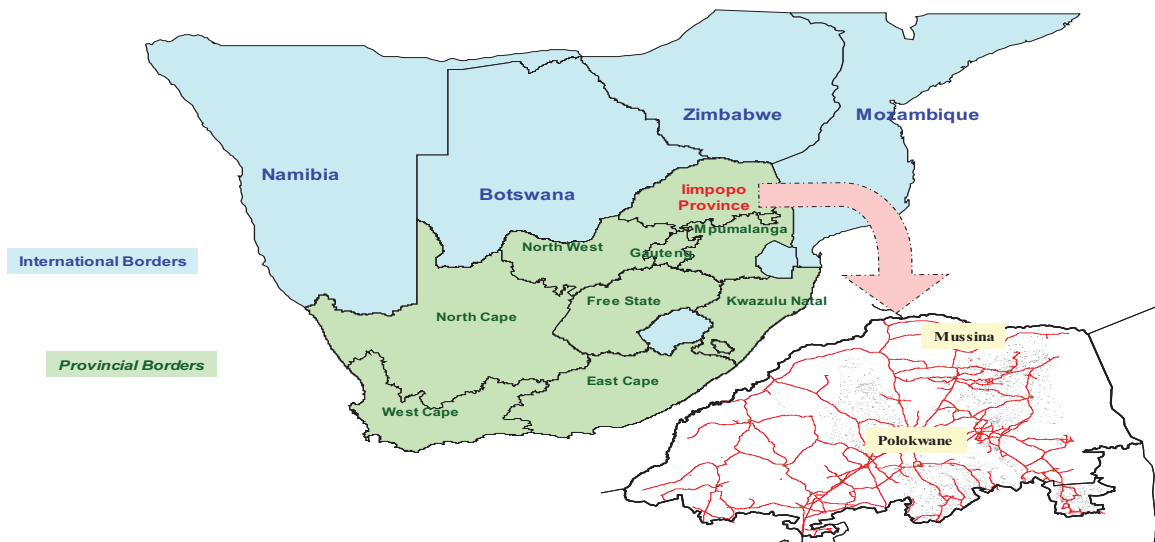 Zimbabwe
Mozambique
Namibia
Botswana
limpopo
Province
Mpumalanga
North West
Gauteng
International Borders
Free State
Kwazulu Natal
North Cape
Mussina
Provincial Borders
East Cape
West Cape
Polokwane